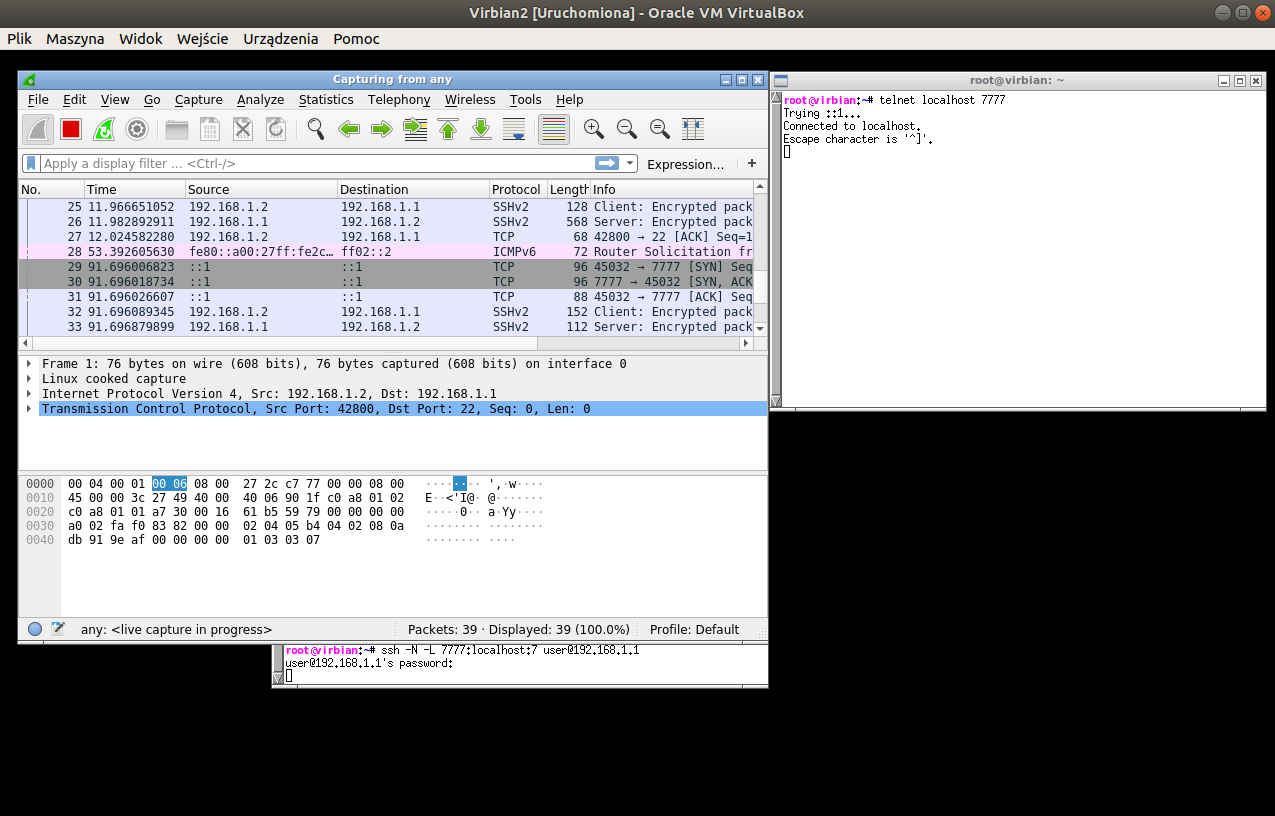 Virbian2 [Uruchomiona] - Oracle VM VirtualBox
Plik Maszyna Widok Wejście Urządzenia Pomoc
Capturing from any
File Edit View Go Capture Analyze Statistics Telephony Wireless Tools Help
Apply a display filter … <Ctrl-/> Expression… +
No. Time Source Destination Protocol Length Info
25 11.966651052 192.168.1.2 192.168.1.1 SSHv2 128 Client: Encrypted pack
26 11.982892911 192.168.1.1 192.168.1.2 SSHv2 568 Server: Encrypted pack
27 12.024582280 192.168.1.2 192.168.1.1 TCP 68 42800 → 22 [ACK] Seq=1
28 53.392605630 fe80::a00:27ff:fe2c… ff02::2 ICMPv6 72 Router Solicitation fr
29 91.696006823 ::1 ::1 TCP 96 45032 → 7777 [SYN] Seq
30 91.696018734 ::1 ::1 TCP 96 7777 → 45032 [SYN, ACK
31 91.696026607 ::1 ::1 TCP 88 45032 → 7777 [ACK] Seq
32 91.696089345 192.168.1.2 192.168.1.1 SSHv2 152 Client: Encrypted pack
33 91.696879899 192.168.1.1 192.168.1.2 SSHv2 112 Server: Encrypted pack
Frame 1: 76 bytes on wire (608 bits), 76 bytes captured (608 bits) on interface 0
Linux cooked capture
Internet Protocol Version 4, Src: 192.168.1.2, Dst: 192.168.1.1
Transmission Control Protocol, Src Port: 42800, Dst Port: 22, Seq: 0, Len: 0
0000 00 04 00 01 00 06 08 00 27 2c c7 77 00 00 08 00 ········ ',·w····
0010 45 00 00 3c 27 49 40 00 40 06 90 1f c0 a8 01 02 E··<'I@· @·······
0020 c0 a8 01 01 a7 30 00 16 61 b5 59 79 00 00 00 00 ·····0·· a·Yy····
0030 a0 02 fa f0 83 82 00 00 02 04 05 b4 04 02 08 0a ········ ········
0040 db 91 9e af 00 00 00 00 01 03 03 07 ········ ····
any: <live capture in progress> Packets: 39 · Displayed: 39 (100.0%) Profile: Default
root@virbian:~# ssh -N -L 7777:localhost:7 user@192.168.1.1
user@192.168.1.1's password:
root@virbian: ~
root@virbian:~# telnet localhost 7777
Trying ::1...
Connected to localhost.
Escape character is '^]'.